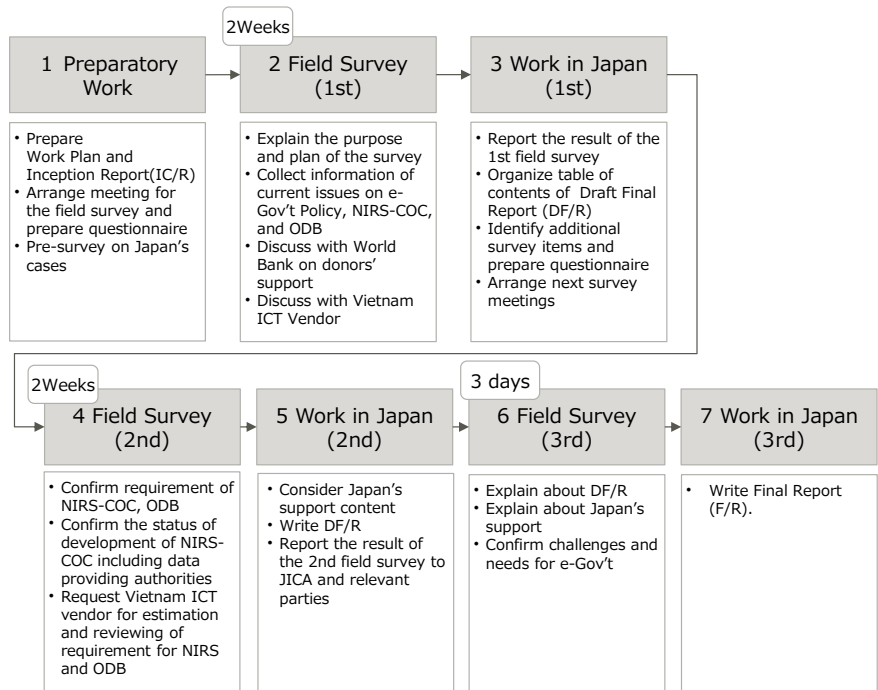 2Weeks
1 Preparatory
Work
2 Field Survey
(1st)
3 Work in Japan
(1st)
• Prepare
Work Plan and
Inception Report(IC/R)
• Arrange meeting for
the field survey and
prepare questionnaire
• Pre-survey on Japan's
cases
• Explain the purpose
and plan of the survey
• Collect information of
current issues on e-
Gov't Policy, NIRS-COC,
and ODB
• Discuss with World
Bank on donors'
support
• Discuss with Vietnam
ICT Vendor
• Report the result of the
1st field survey
• Organize table of
contents of Draft Final
Report (DF/R)
• Identify additional
survey items and
prepare questionnaire
• Arrange next survey
meetings
2Weeks
3 days
4 Field Survey
(2nd)
5 Work in Japan
(2nd)
6 Field Survey
(3rd)
7 Work in Japan
(3rd)
• Confirm requirement of
NIRS-COC, ODB
• Confirm the status of
development of NIRS-
COC including data
providing authorities
• Request Vietnam ICT
vendor for estimation
and reviewing of
requirement for NIRS
and ODB
• Consider Japan's
support content
• Write DF/R
• Report the result of
the 2nd field survey to
JICA and relevant
parties
• Explain about DF/R
• Explain about Japan's
support
• Confirm challenges and
needs for e-Gov't
• Write Final Report
(F/R).